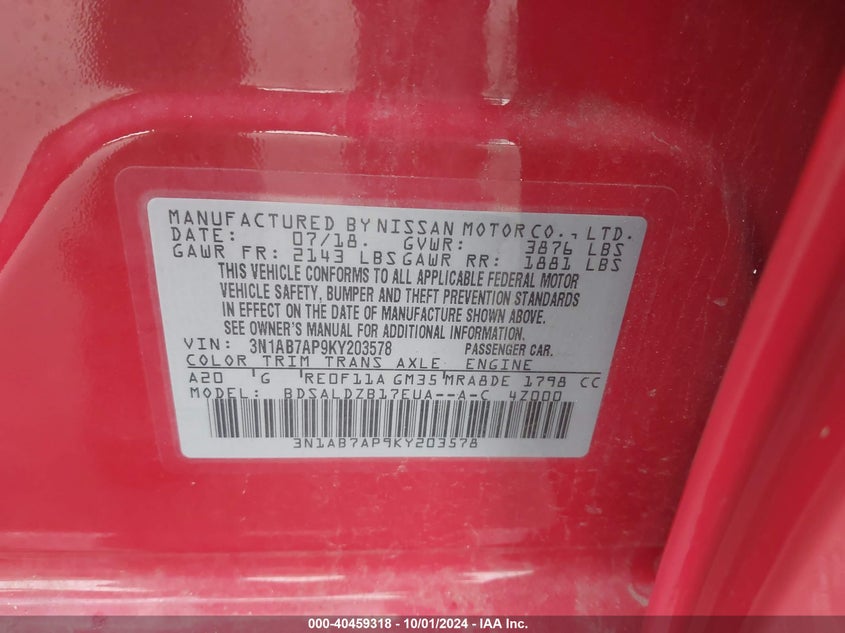 MANUFACTURED BY NISSAN MOTOR CO., LTD.
DATE: 07/18. GVWR: 3876 LBS
GAWR FR: 2143 LBS GAWR RR: 1881 LBS
THIS VEHICLE CONFORMS TO ALL APPLICABLE FEDERAL MOTOR
VEHICLE SAFETY, BUMPER AND THEFT PREVENTION STANDARDS
IN EFFECT ON THE DATE OF MANUFACTURE SHOWN ABOVE.
SEE OWNER'S MANUAL FOR ADDITIONAL INFORMATION.
VIN: 3N1AB7AP9KY203578 PASSENGER CAR.
COLOR TRIM TRANS AXLE ENGINE
A20 G RE0F11A GM35 MRA8DE 1798 CC
MODEL: BDSALDZB17EUA--A-C 4Z000
3N1AB7AP9KY203578
000-40459318 - 10/01/2024 - IAA Inc.